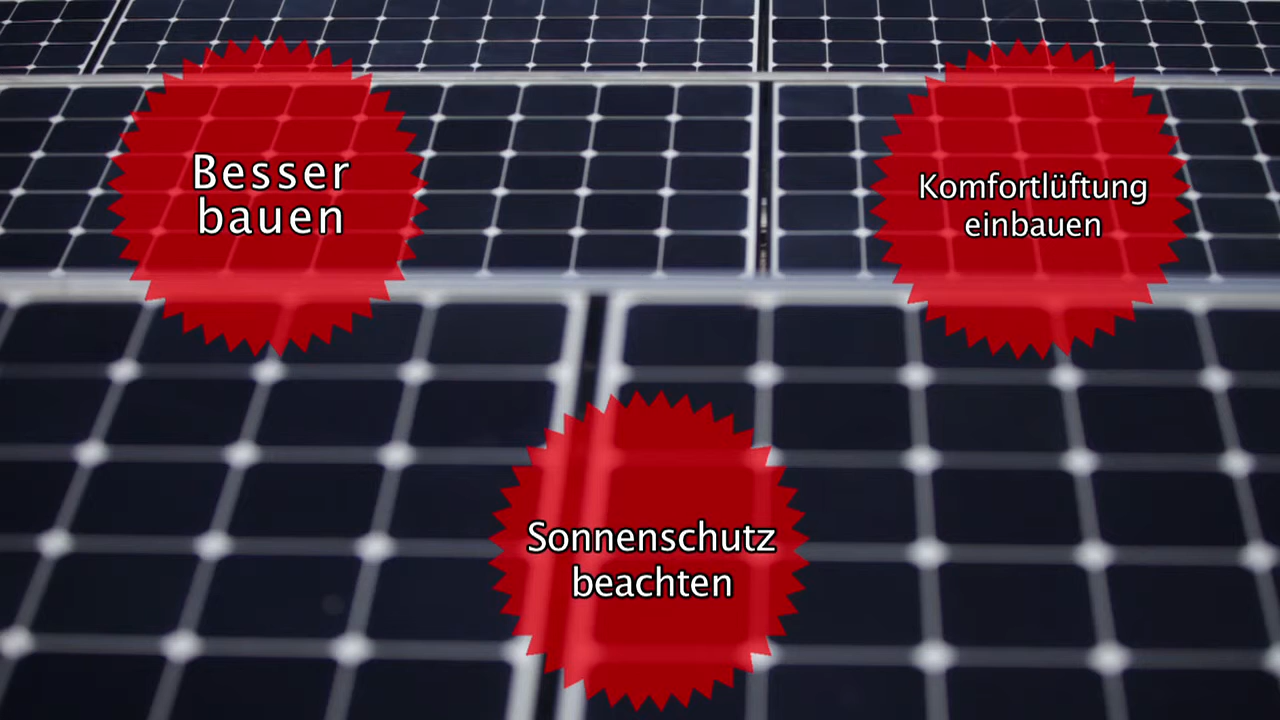 Besser
bauen
Komfortlüftung
einbauen
Sonnenschutz
beachten